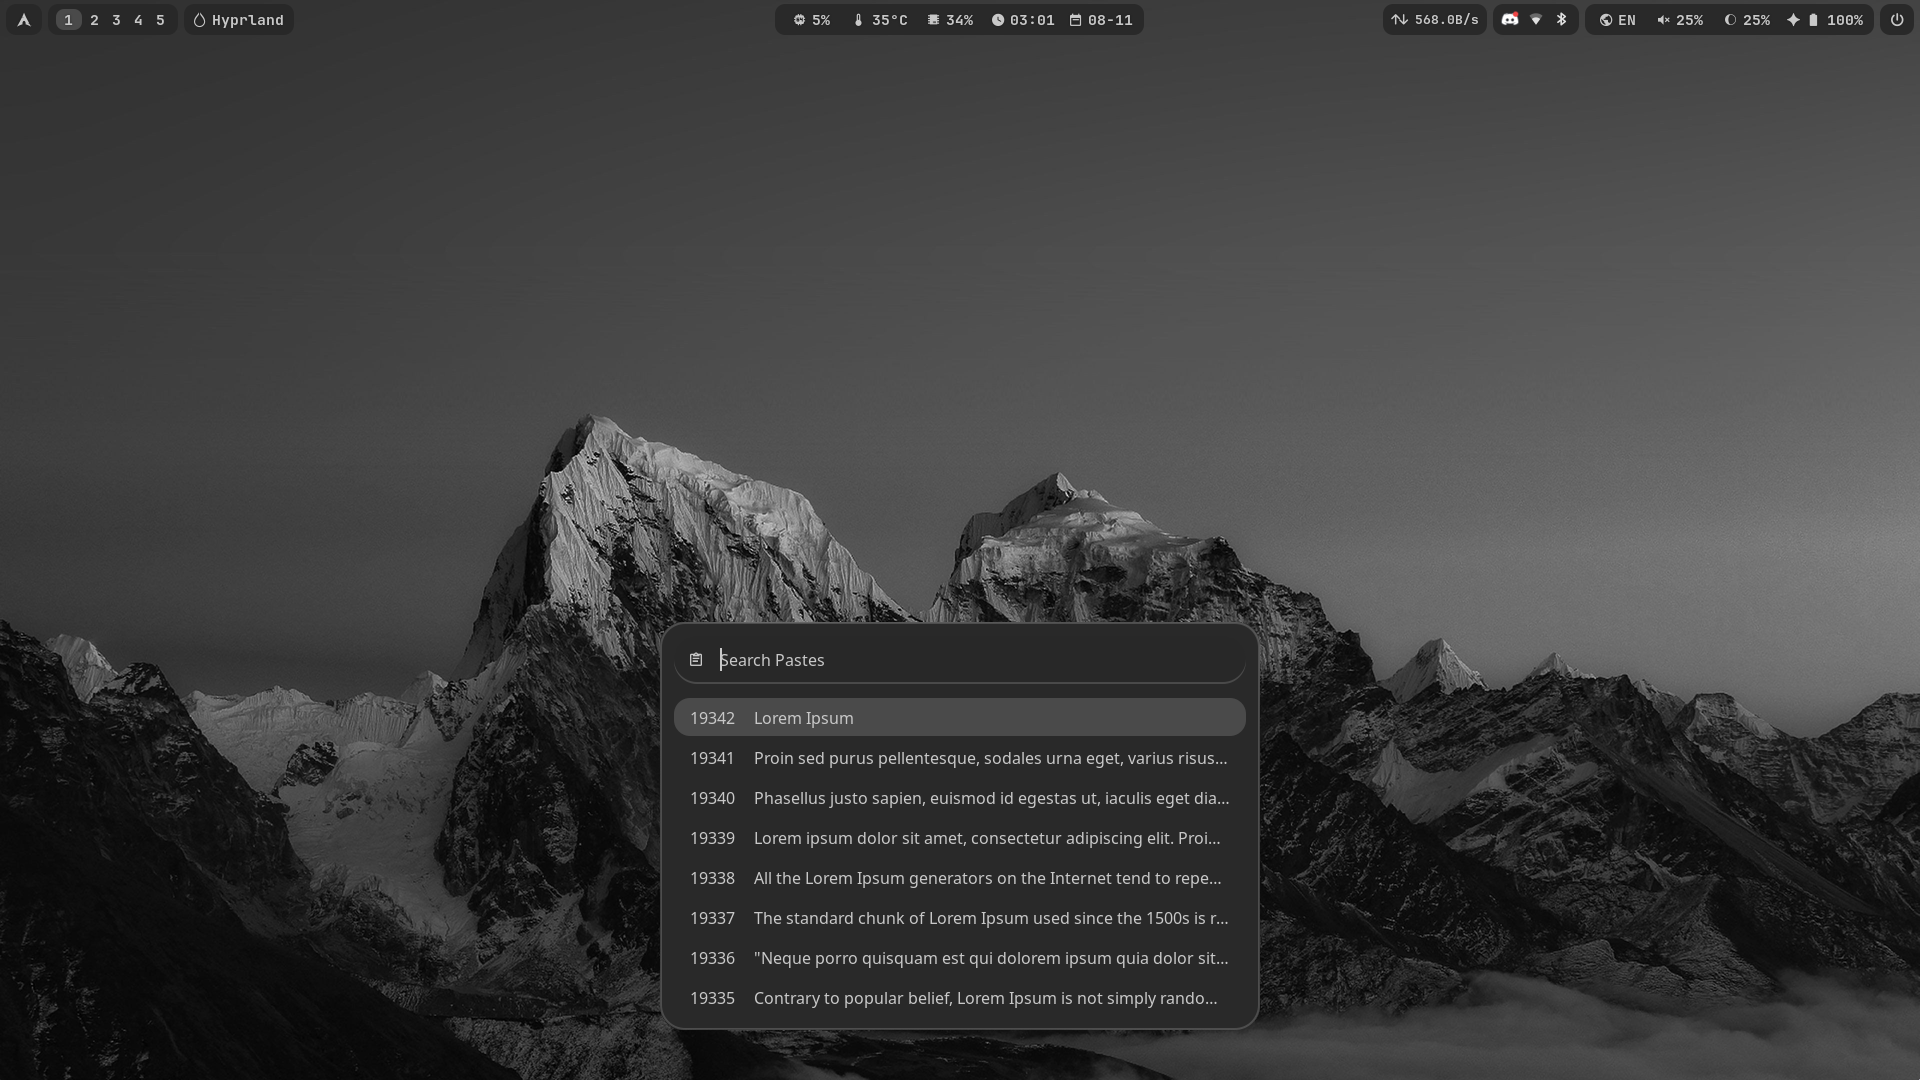 1 2 3 4 5 Hyprland 5% 35°C 34% 03:01 08-11 568.0B/s EN 25% 25% 100%
Search Pastes
19342 Lorem Ipsum
19341 Proin sed purus pellentesque, sodales urna eget, varius risus...
19340 Phasellus justo sapien, euismod id egestas ut, iaculis eget dia...
19339 Lorem ipsum dolor sit amet, consectetur adipiscing elit. Proi...
19338 All the Lorem Ipsum generators on the Internet tend to repe...
19337 The standard chunk of Lorem Ipsum used since the 1500s is r...
19336 "Neque porro quisquam est qui dolorem ipsum quia dolor sit...
19335 Contrary to popular belief, Lorem Ipsum is not simply rando...